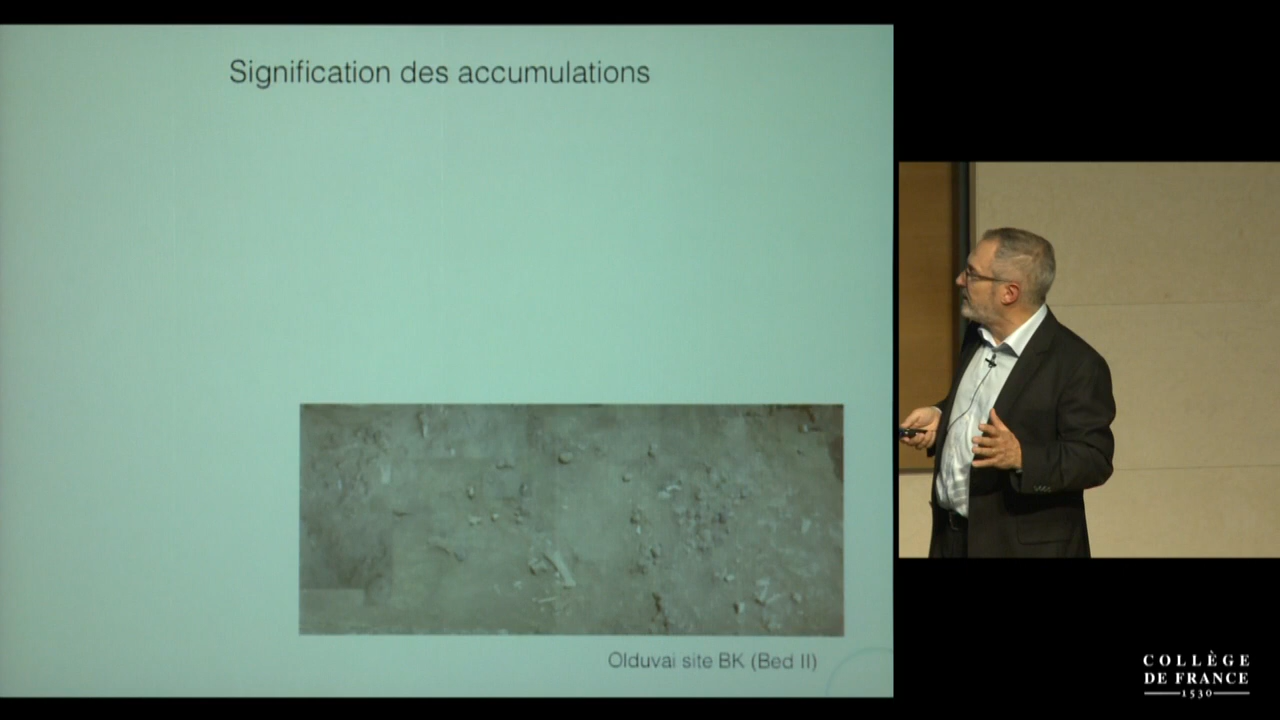 Signification des accumulations
Olduvai site BK (Bed II)
COLLÈGE
DE FRANCE
1530